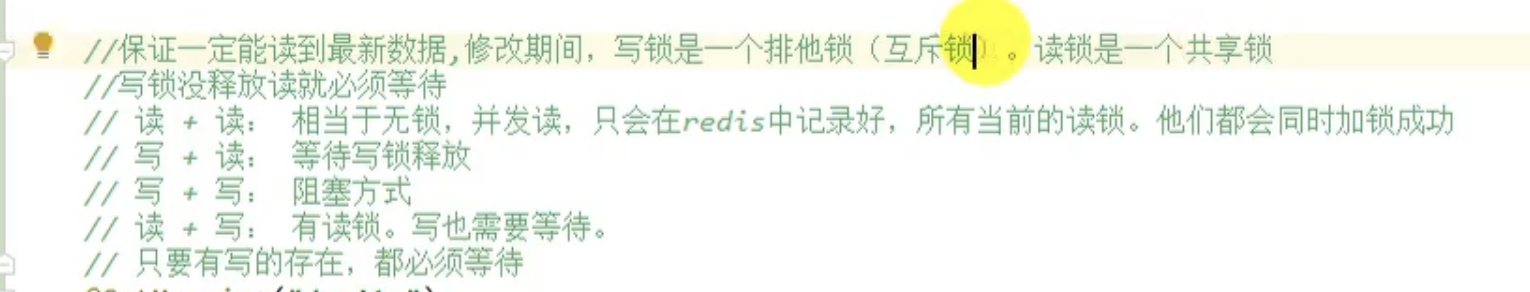 //保证一定能读到最新数据,修改期间，写锁是一个排他锁（互斥锁）。读锁是一个共享锁
//写锁没释放读就必须等待
// 读 + 读： 相当于无锁，并发读，只会在redis中记录好，所有当前的读锁。他们都会同时加锁成功
// 写 + 读： 等待写锁释放
// 写 + 写： 阻塞方式
// 读 + 写： 有读锁。写也需要等待。
// 只要有写的存在，都必须等待